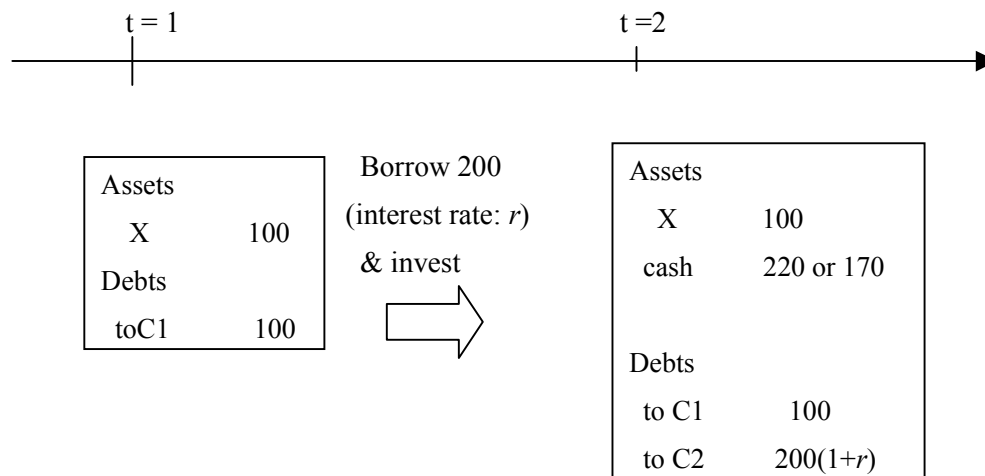 t = 1
t =2
Assets
X 100
Debts
toC1 100
Borrow 200
(interest rate: r)
& invest
Assets
X 100
cash 220 or 170
Debts
to C1 100
to C2 200(1+r)